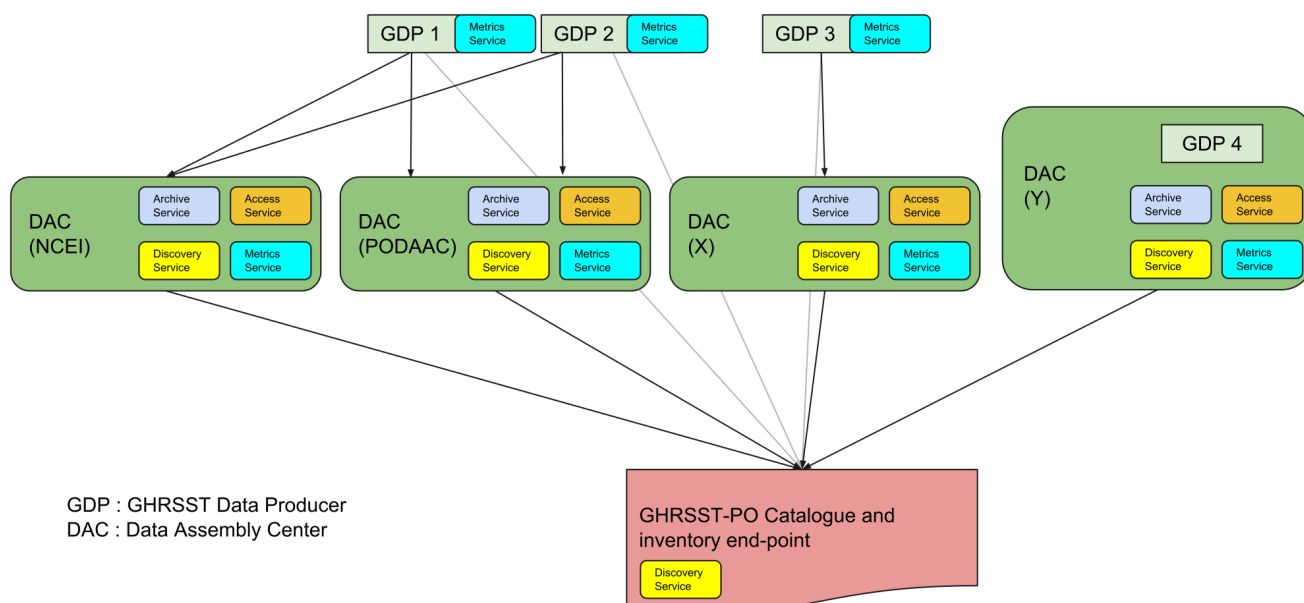 GDP 1
Metrics
Service
GDP 2
Metrics
Service
GDP 3
Metrics
Service
GDP 4
DAC
(NCEI)
Archive
Service
Access
Service
Discovery
Service
Metrics
Service
DAC
(PODAAC)
Archive
Service
Access
Service
Discovery
Service
Metrics
Service
DAC
(X)
Archive
Service
Access
Service
Discovery
Service
Metrics
Service
DAC
(Y)
Archive
Service
Access
Service
Discovery
Service
Metrics
Service
GDP : GHRSST Data Producer
DAC : Data Assembly Center
GHRSST-PO Catalogue and
inventory end-point
Discovery
Service